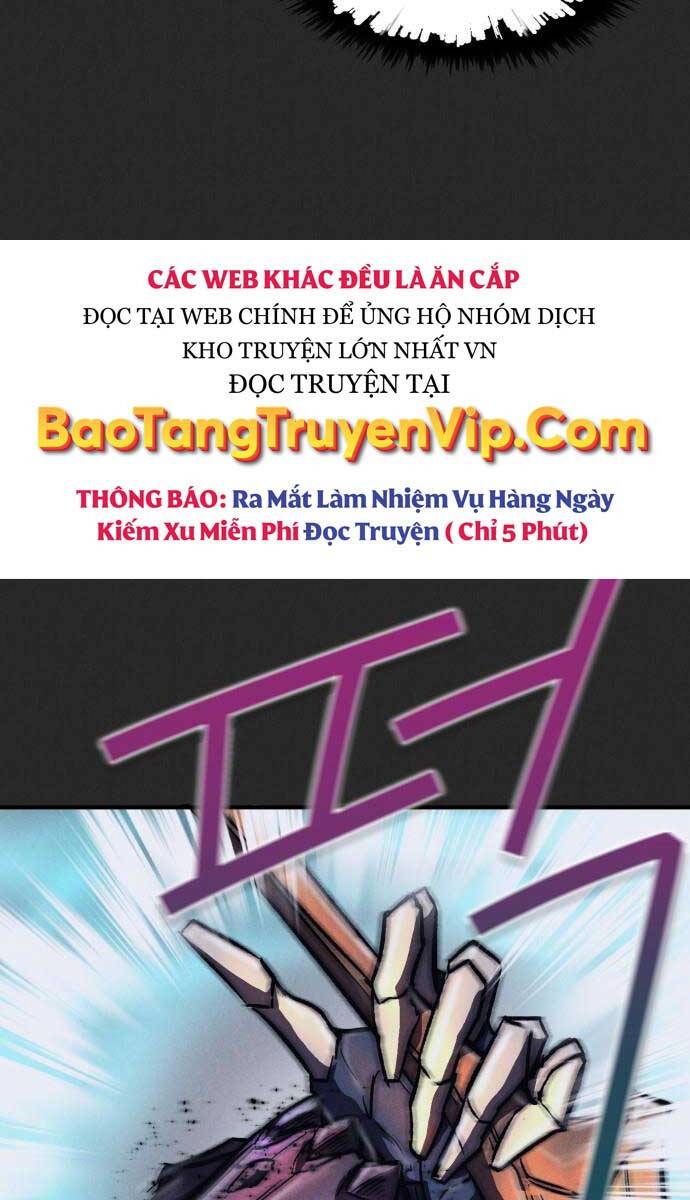 CÁC WEB KHÁC ĐỀU LÀ ĂN CẮP
ĐỌC TẠI WEB CHÍNH ĐỂ ỦNG HỘ NHÓM DỊCH
KHO TRUYỆN LỚN NHẤT VN
ĐỌC TRUYỆN TẠI
BaoTangTruyenVip.Com
THÔNG BÁO: Ra Mắt Làm Nhiệm Vụ Hàng Ngày
Kiếm Xu Miễn Phí Đọc Truyện ( Chỉ 5 Phút)
퍽